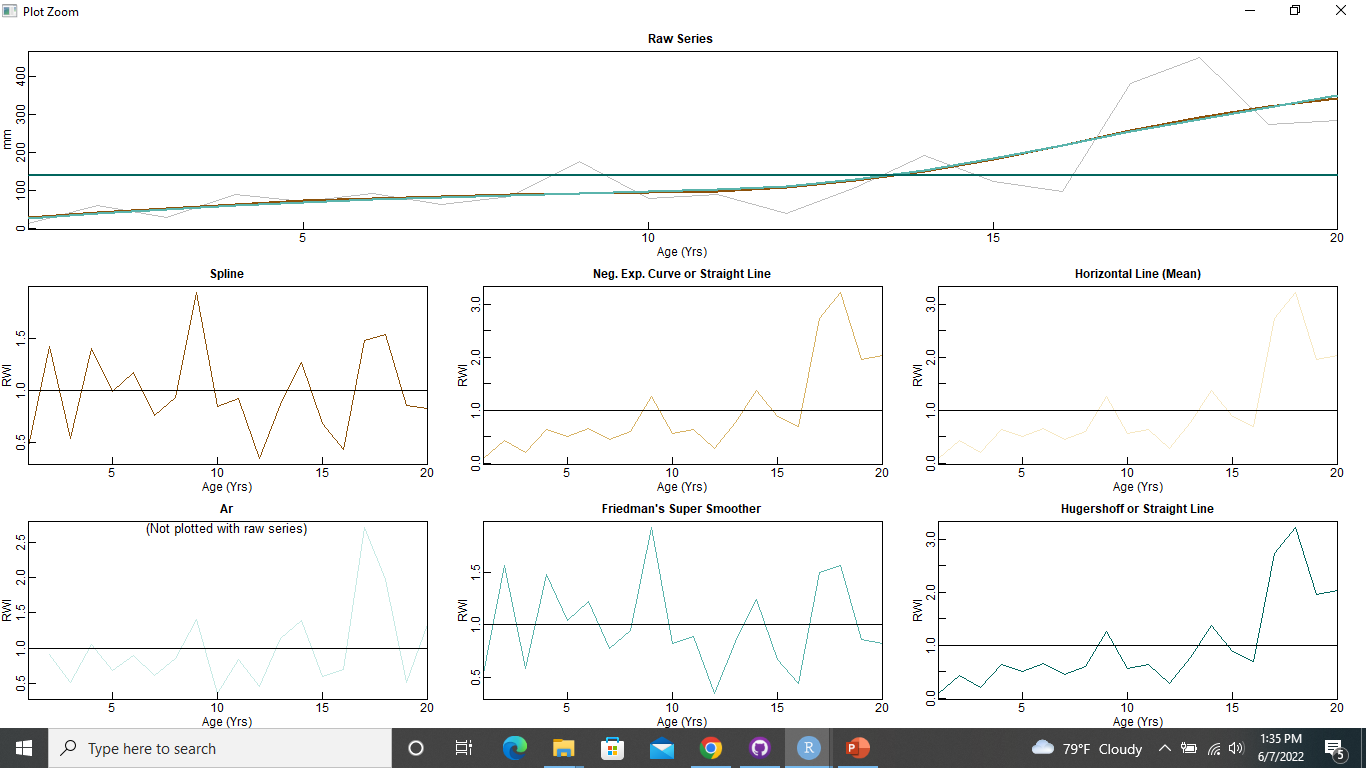 Plot Zoom
Raw Series
400
300
200
100
0
mm
5
10
15
20
Age (Yrs)
Spline
1.5
1.0
0.5
RWI
5
10
15
20
Age (Yrs)
Neg. Exp. Curve or Straight Line
3.0
2.0
1.0
0.0
RWI
5
10
15
20
Age (Yrs)
Horizontal Line (Mean)
3.0
2.0
1.0
0.0
RWI
5
10
15
20
Age (Yrs)
Ar
(Not plotted with raw series)
2.5
2.0
1.5
1.0
0.5
RWI
5
10
15
20
Age (Yrs)
Friedman's Super Smoother
1.5
1.0
0.5
RWI
5
10
15
20
Age (Yrs)
Hugershoff or Straight Line
3.0
2.0
1.0
0.0
RWI
5
10
15
20
Age (Yrs)
Type here to search
R
P
79°F Cloudy
1:35 PM
6/7/2022
5